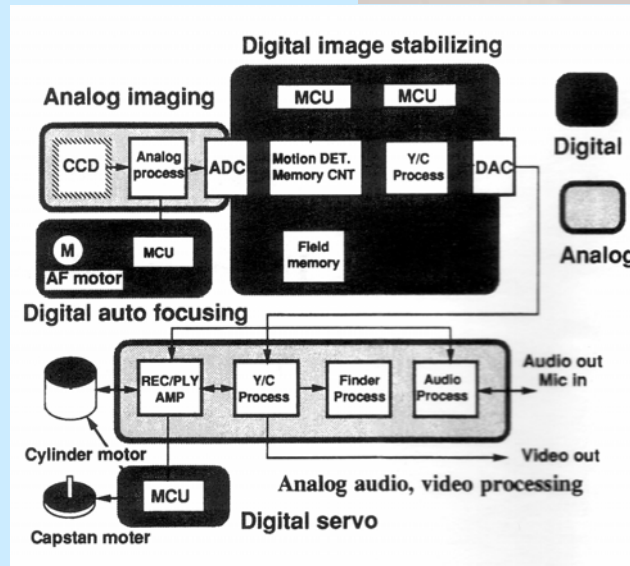 Digital image stabilizing
Analog imaging
MCU
MCU
Digital
CCD
Analog
process
ADC
Motion DET.
Memory CNT
Y/C
Process
DAC
Analog
M
AF motor
MCU
Field
memory
Digital auto focusing
REC/PLY
AMP
Y/C
Process
Finder
Process
Audio
Process
Audio out
Mic in
Cylinder motor
Video out
MCU
Analog audio, video processing
Digital servo
Capstan moter